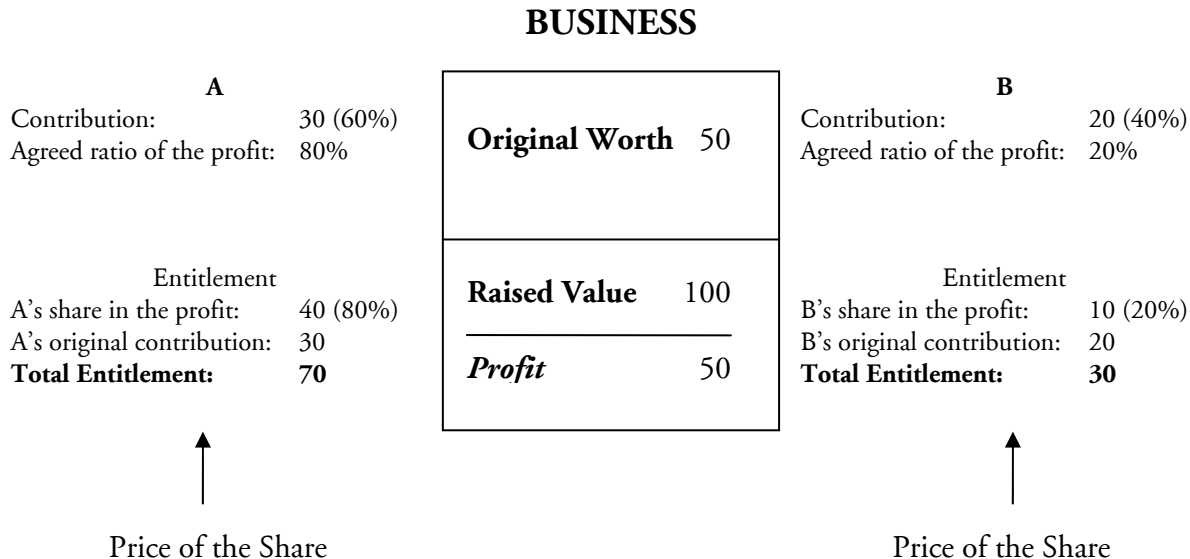 BUSINESS
A
Contribution: 30 (60%)
Agreed ratio of the profit: 80%
Original Worth 50
B
Contribution: 20 (40%)
Agreed ratio of the profit: 20%
Entitlement
A's share in the profit: 40 (80%)
A's original contribution: 30
Total Entitlement: 70
Raised Value 100
Profit 50
Entitlement
B's share in the profit: 10 (20%)
B's original contribution: 20
Total Entitlement: 30
Price of the Share
Price of the Share